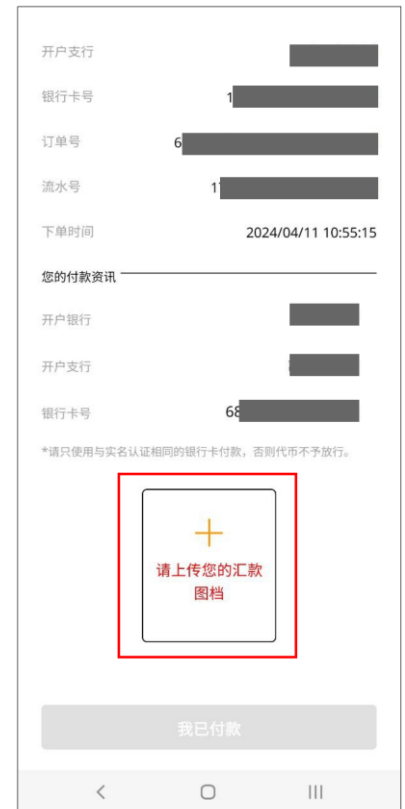 开户支行
银行卡号 1
订单号 6
流水号 1
下单时间 2024/04/11 10:55:15
您的付款资讯
开户银行
开户支行
银行卡号 68
*请只使用与实名认证相同的银行卡付款，否则代币不予放行。
请上传您的汇款
图档
我已付款